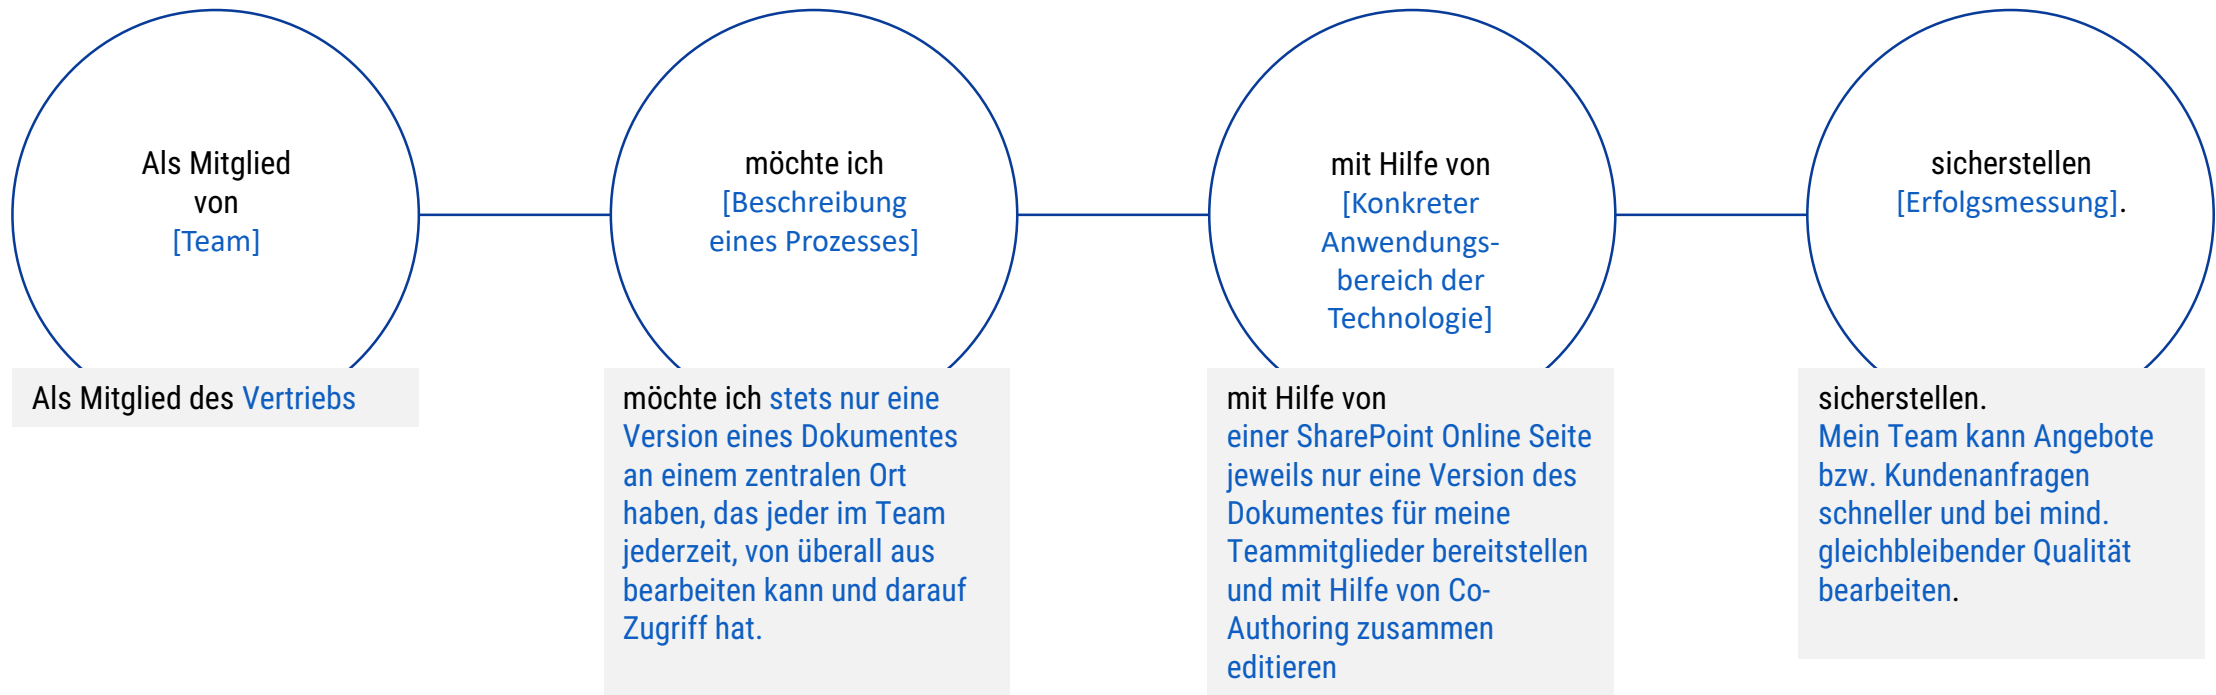 Als Mitglied
von
[Team]
möchte ich
[Beschreibung
eines Prozesses]
mit Hilfe von
[Konkreter
Anwendungs-
bereich der
Technologie]
sicherstellen
[Erfolgsmessung].
Als Mitglied des Vertriebs
möchte ich stets nur eine
Version eines Dokumentes
an einem zentralen Ort
haben, das jeder im Team
jederzeit, von überall aus
bearbeiten kann und darauf
Zugriff hat.
mit Hilfe von
einer SharePoint Online Seite
jeweils nur eine Version des
Dokumentes für meine
Teammitglieder bereitstellen
und mit Hilfe von Co-
Authoring zusammen
editieren
sicherstellen.
Mein Team kann Angebote
bzw. Kundenanfragen
schneller und bei mind.
gleichbleibender Qualität
bearbeiten.